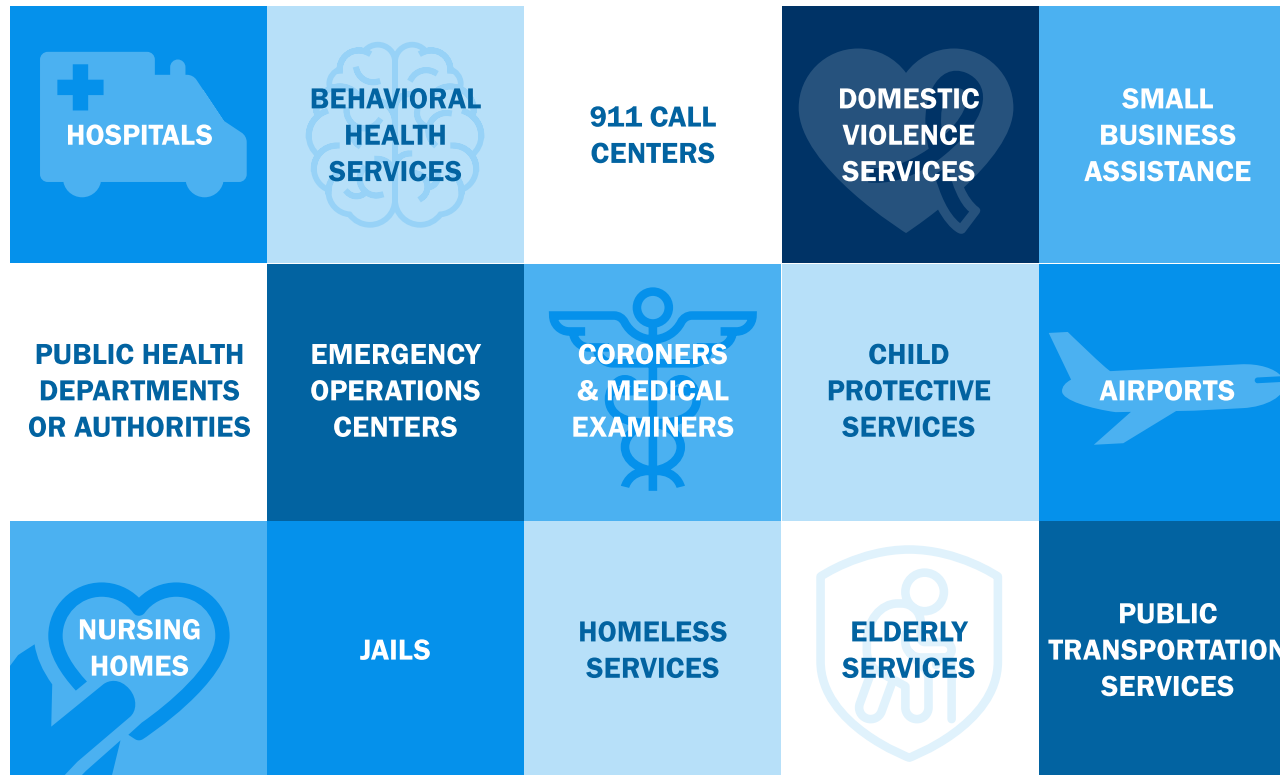 HOSPITALS
BEHAVIORAL
HEALTH
SERVICES
911 CALL
CENTERS
DOMESTIC
VIOLENCE
SERVICES
SMALL
BUSINESS
ASSISTANCE
PUBLIC HEALTH
DEPARTMENTS
OR AUTHORITIES
EMERGENCY
OPERATIONS
CENTERS
CORONERS
& MEDICAL
EXAMINERS
CHILD
PROTECTIVE
SERVICES
AIRPORTS
NURSING
HOMES
JAILS
HOMELESS
SERVICES
ELDERLY
SERVICES
PUBLIC
TRANSPORTATION
SERVICES